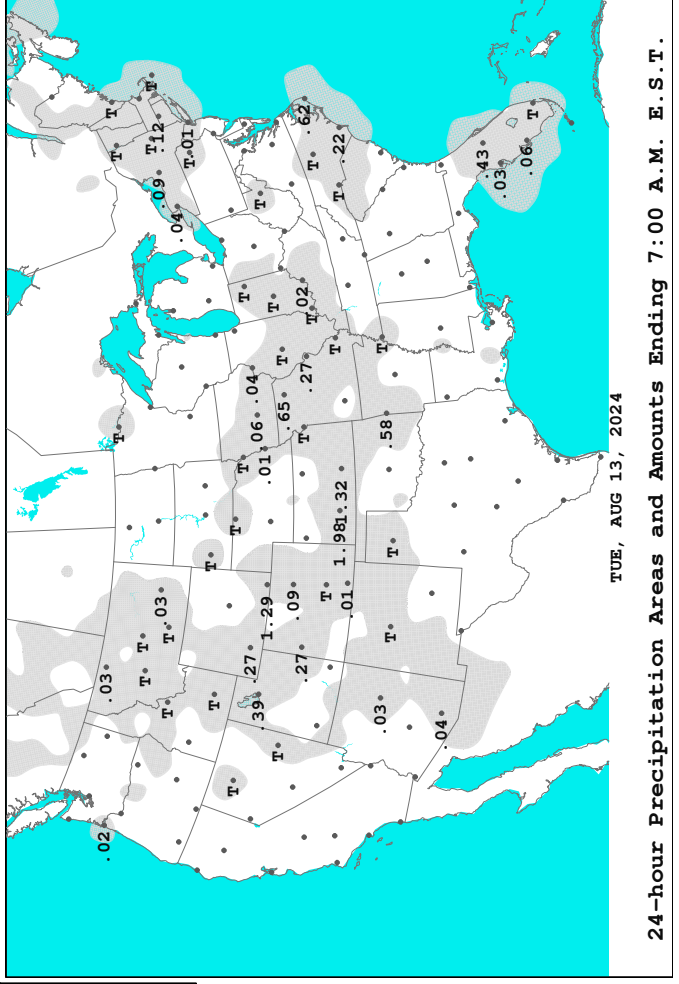 .02 .03 T
T T
T T T T
.12
.09
.03
T T
.04
T .01
T T
T T
T T
.27 .04
.39 .06 T
1.29 .01
T T
.65 T
.09
.27 T .02 .62
.27
T T
T
T
1.98 1.32 T .22
.01
.03 T
T .58
T
.04
.43
.03
.06 T
TUE, AUG 13, 2024
24-hour Precipitation Areas and Amounts Ending 7:00 A.M. E.S.T.